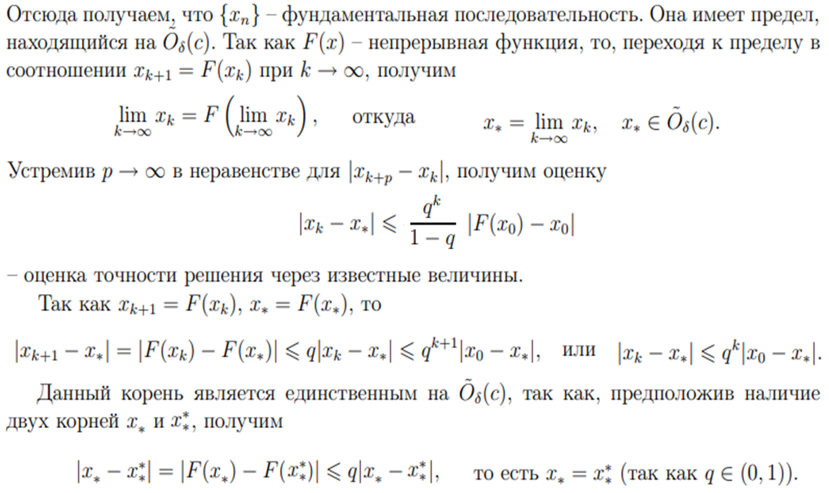 Отсюда получаем, что {xₙ} – фундаментальная последовательность. Она имеет предел,
находящийся на Õ_δ(c). Так как F(x) – непрерывная функция, то, переходя к пределу в
соотношении x_{k+1} = F(x_k) при k → ∞, получим
lim_{k→∞} x_k = F ( lim_{k→∞} x_k ), откуда x_* = lim_{k→∞} x_k, x_* ∈ Õ_δ(c).
Устремив p → ∞ в неравенстве для |x_{k+p} − x_k|, получим оценку
|x_k − x_*| ⩽ \frac{q^k}{1 − q} |F(x_0) − x_0|
– оценка точности решения через известные величины.
Так как x_{k+1} = F(x_k), x_* = F(x_*), то
|x_{k+1} − x_*| = |F(x_k) − F(x_*)| ⩽ q|x_k − x_*| ⩽ q^{k+1}|x_0 − x_*|, или |x_k − x_*| ⩽ q^k|x_0 − x_*|.
Данный корень является единственным на Õ_δ(c), так как, предположив наличие
двух корней x_* и x_*^*, получим
|x_* − x_*^*| = |F(x_*) − F(x_*^*)| ⩽ q|x_* − x_*^*|, то есть x_* = x_*^* (так как q ∈ (0, 1)).